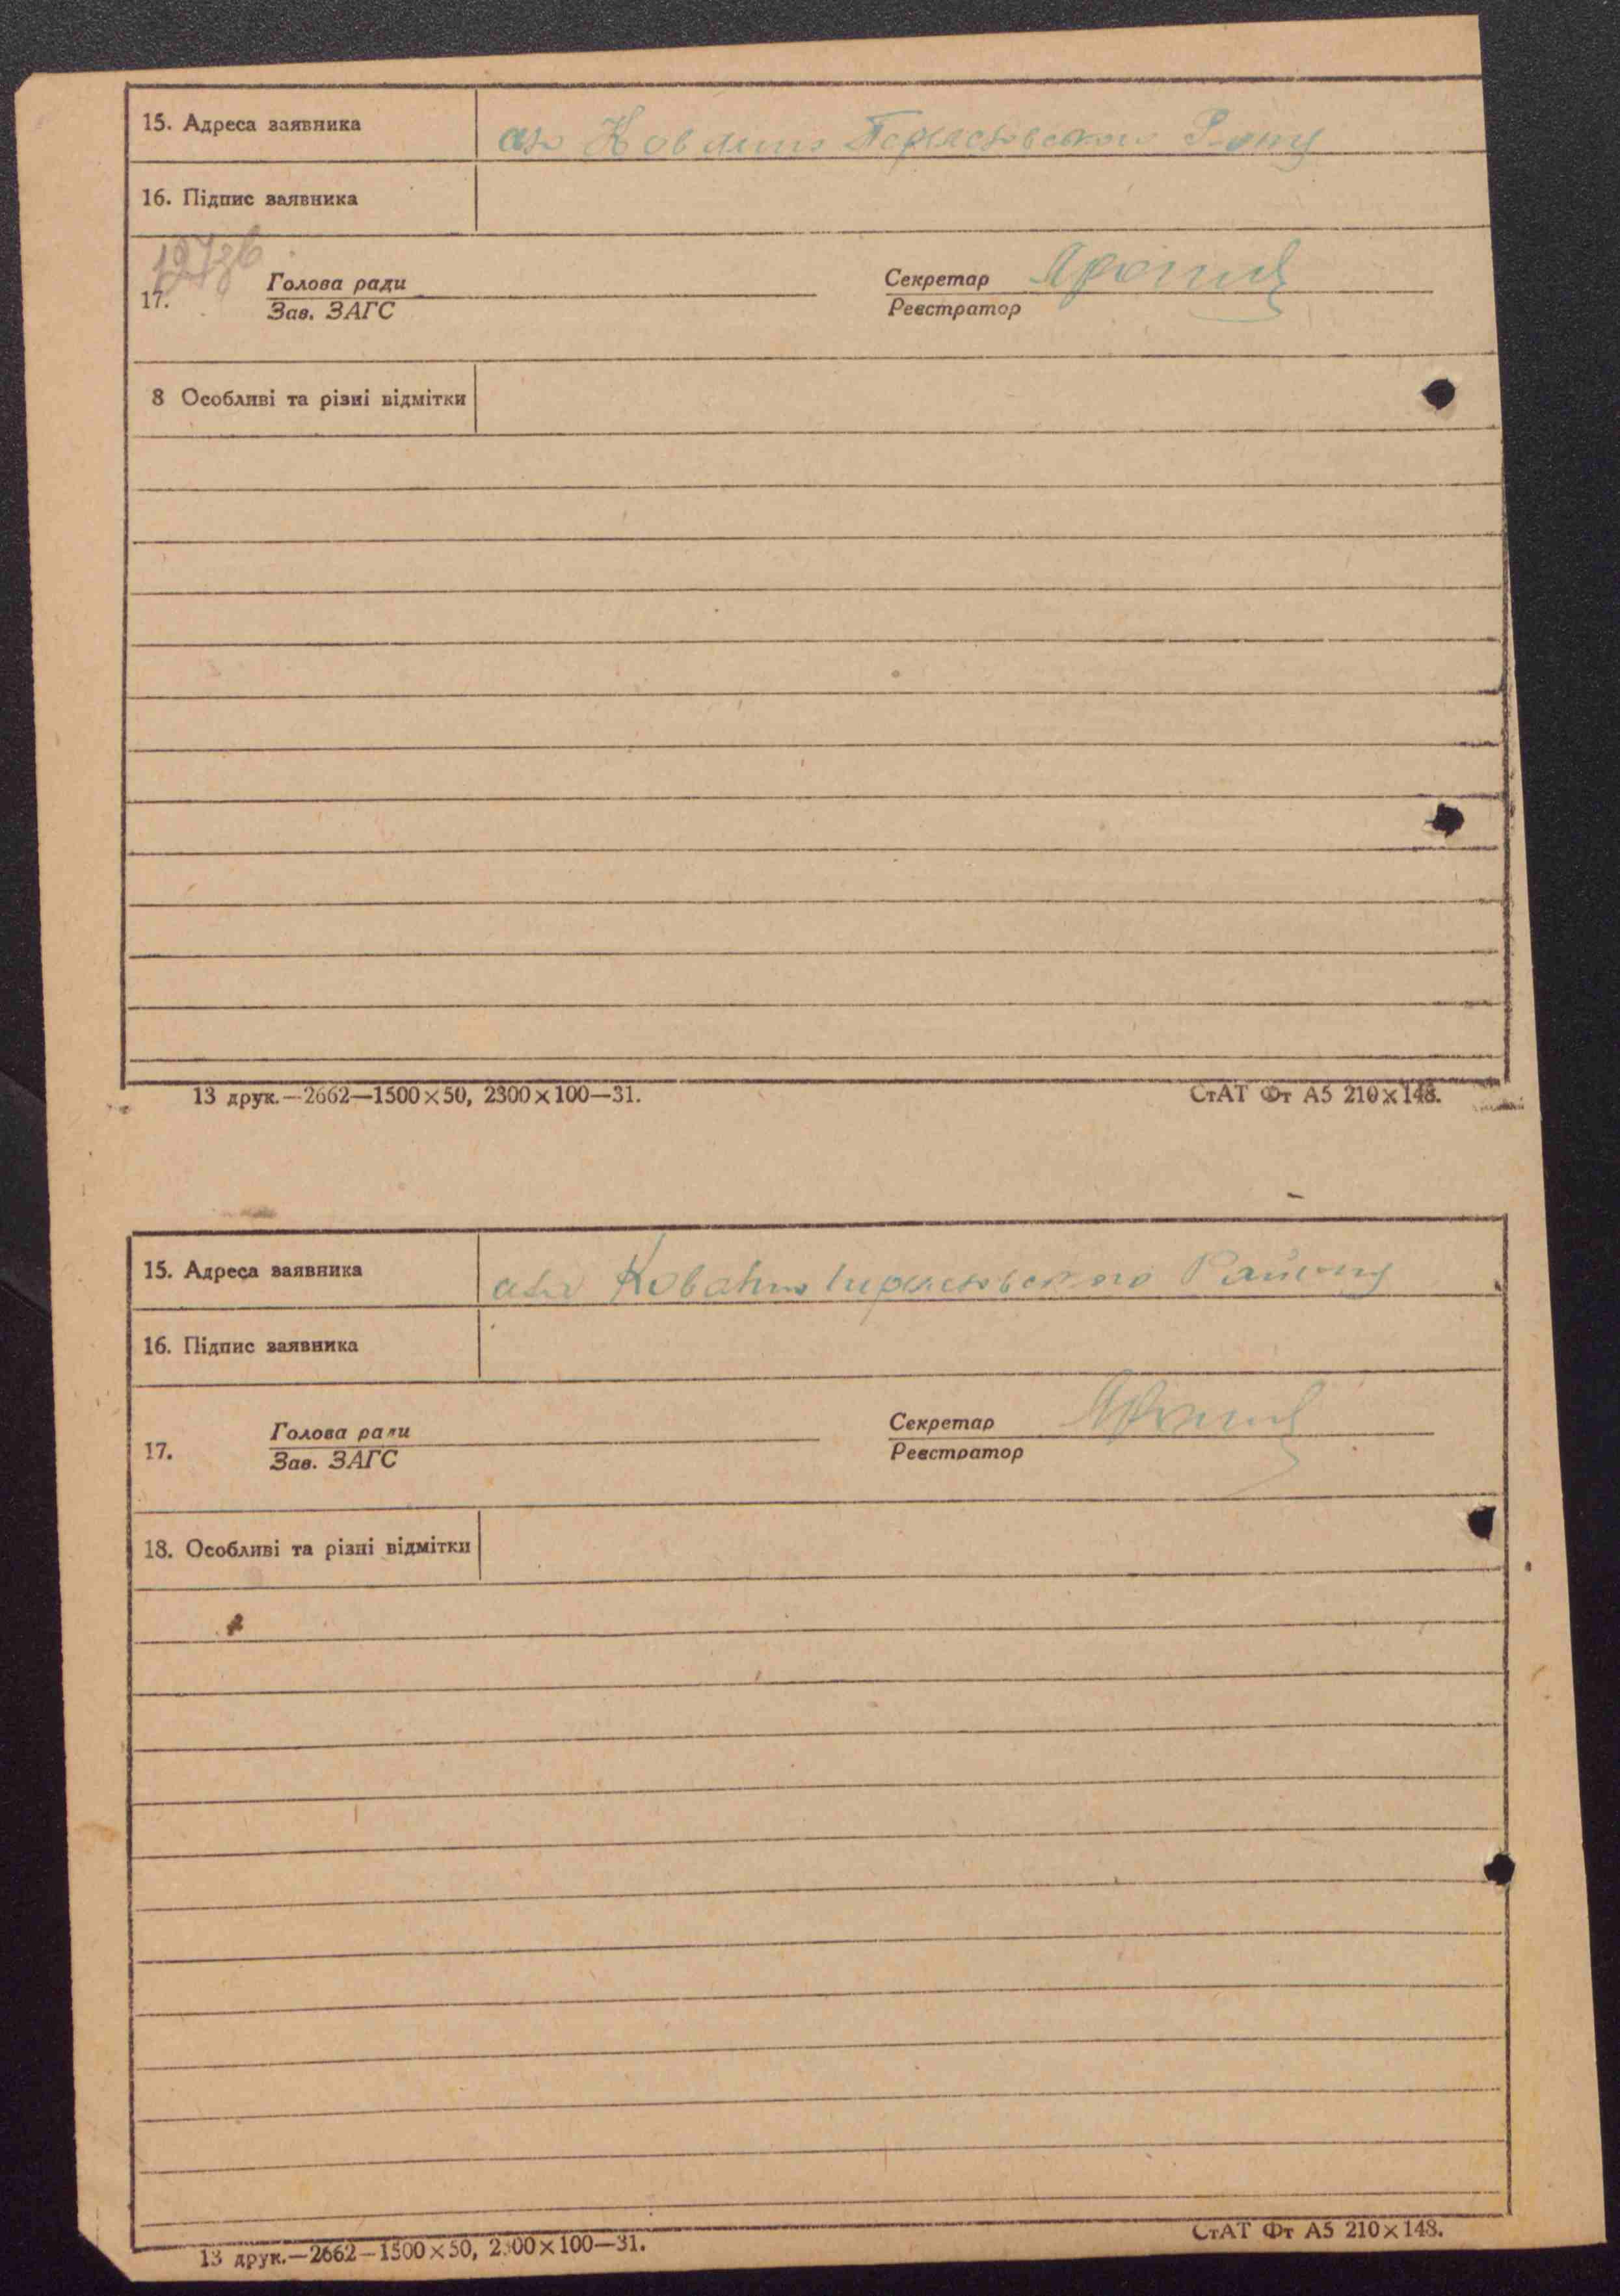 15. Адреса заявника
16. Підпис заявника
17.
Голова ради
Зав. ЗАГС
Секретар
Реєстратор
8 Особливі та різні відмітки
13 друк.—2662—1500×50, 2300×100—31.
СтАТ Фт А5 210×148.
15. Адреса заявника
16. Підпис заявника
17.
Голова ради
Зав. ЗАГС
Секретар
Реєстратор
18. Особливі та різні відмітки
13 друк.—2662—1500×50, 2300×100—31.
СтАТ Фт А5 210×148.